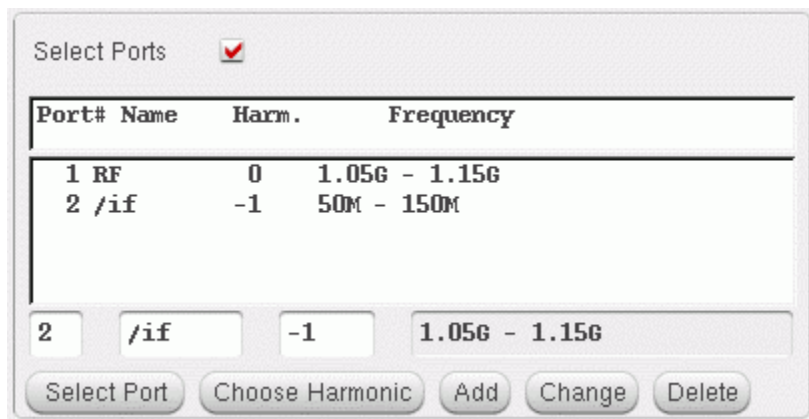 Select Ports
Port# Name Harm. Frequency
1 RF 0 1.05G - 1.15G
2 /if -1 50M - 150M
2 /if -1 1.05G - 1.15G
Select Port Choose Harmonic Add Change Delete